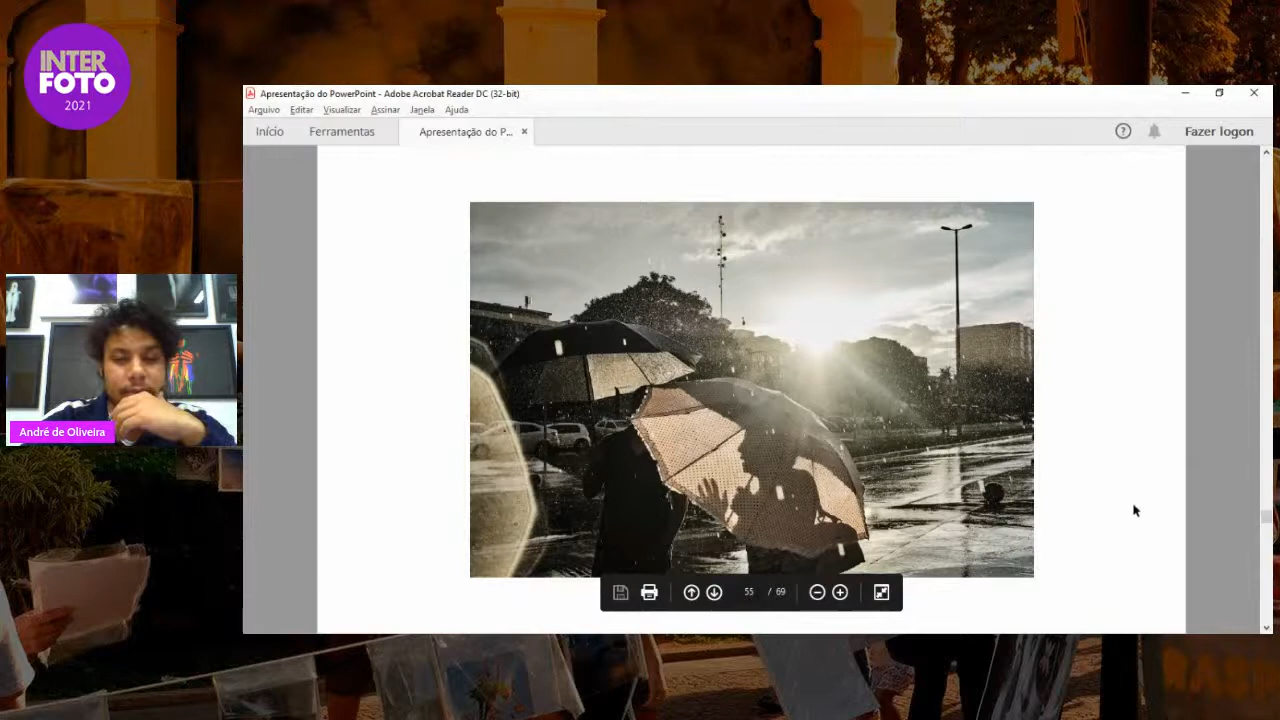 INTER
FOTO
2021
Apresentação do PowerPoint - Adobe Acrobat Reader DC (32-bit)
Arquivo Editar Visualizar Assinar Janela Ajuda
Início Ferramentas Apresentação do P... × Fazer logon
André de Oliveira
55 / 69